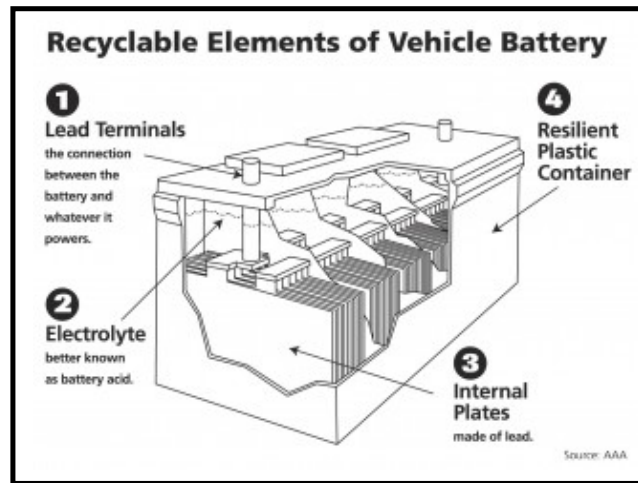 Recyclable Elements of Vehicle Battery
1
Lead Terminals
the connection
between the
battery and
whatever it
powers.
2
Electrolyte
better known
as battery acid.
3
Internal
Plates
made of lead.
4
Resilient
Plastic
Container
Source: AAA